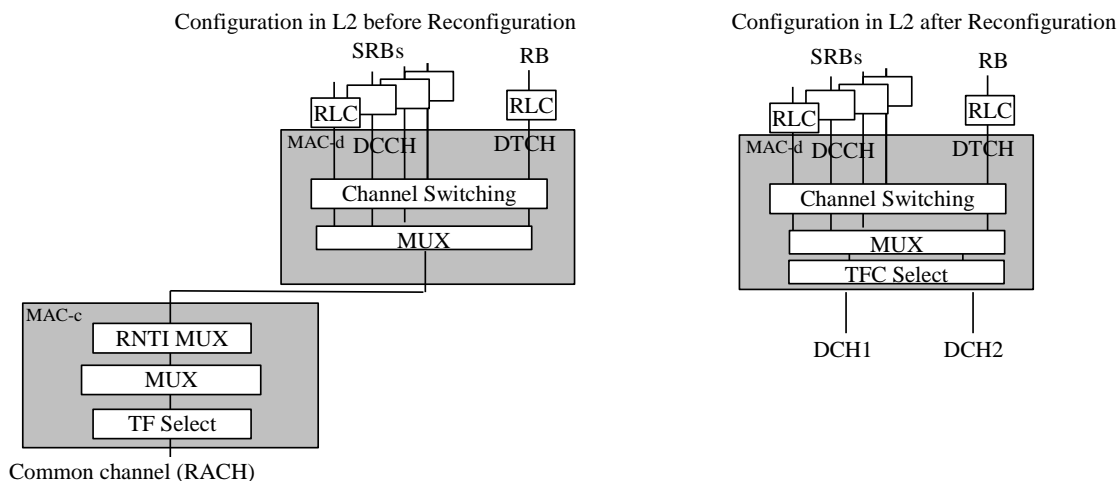 Configuration in L2 before Reconfiguration
SRBs
RB
RLC
RLC
MAC-d
DCCH
DTCH
Channel Switching
MUX
MAC-c
RNTI MUX
MUX
TF Select
Common channel (RACH)
Configuration in L2 after Reconfiguration
SRBs
RB
RLC
RLC
MAC-d
DCCH
DTCH
Channel Switching
MUX
TFC Select
DCH1
DCH2